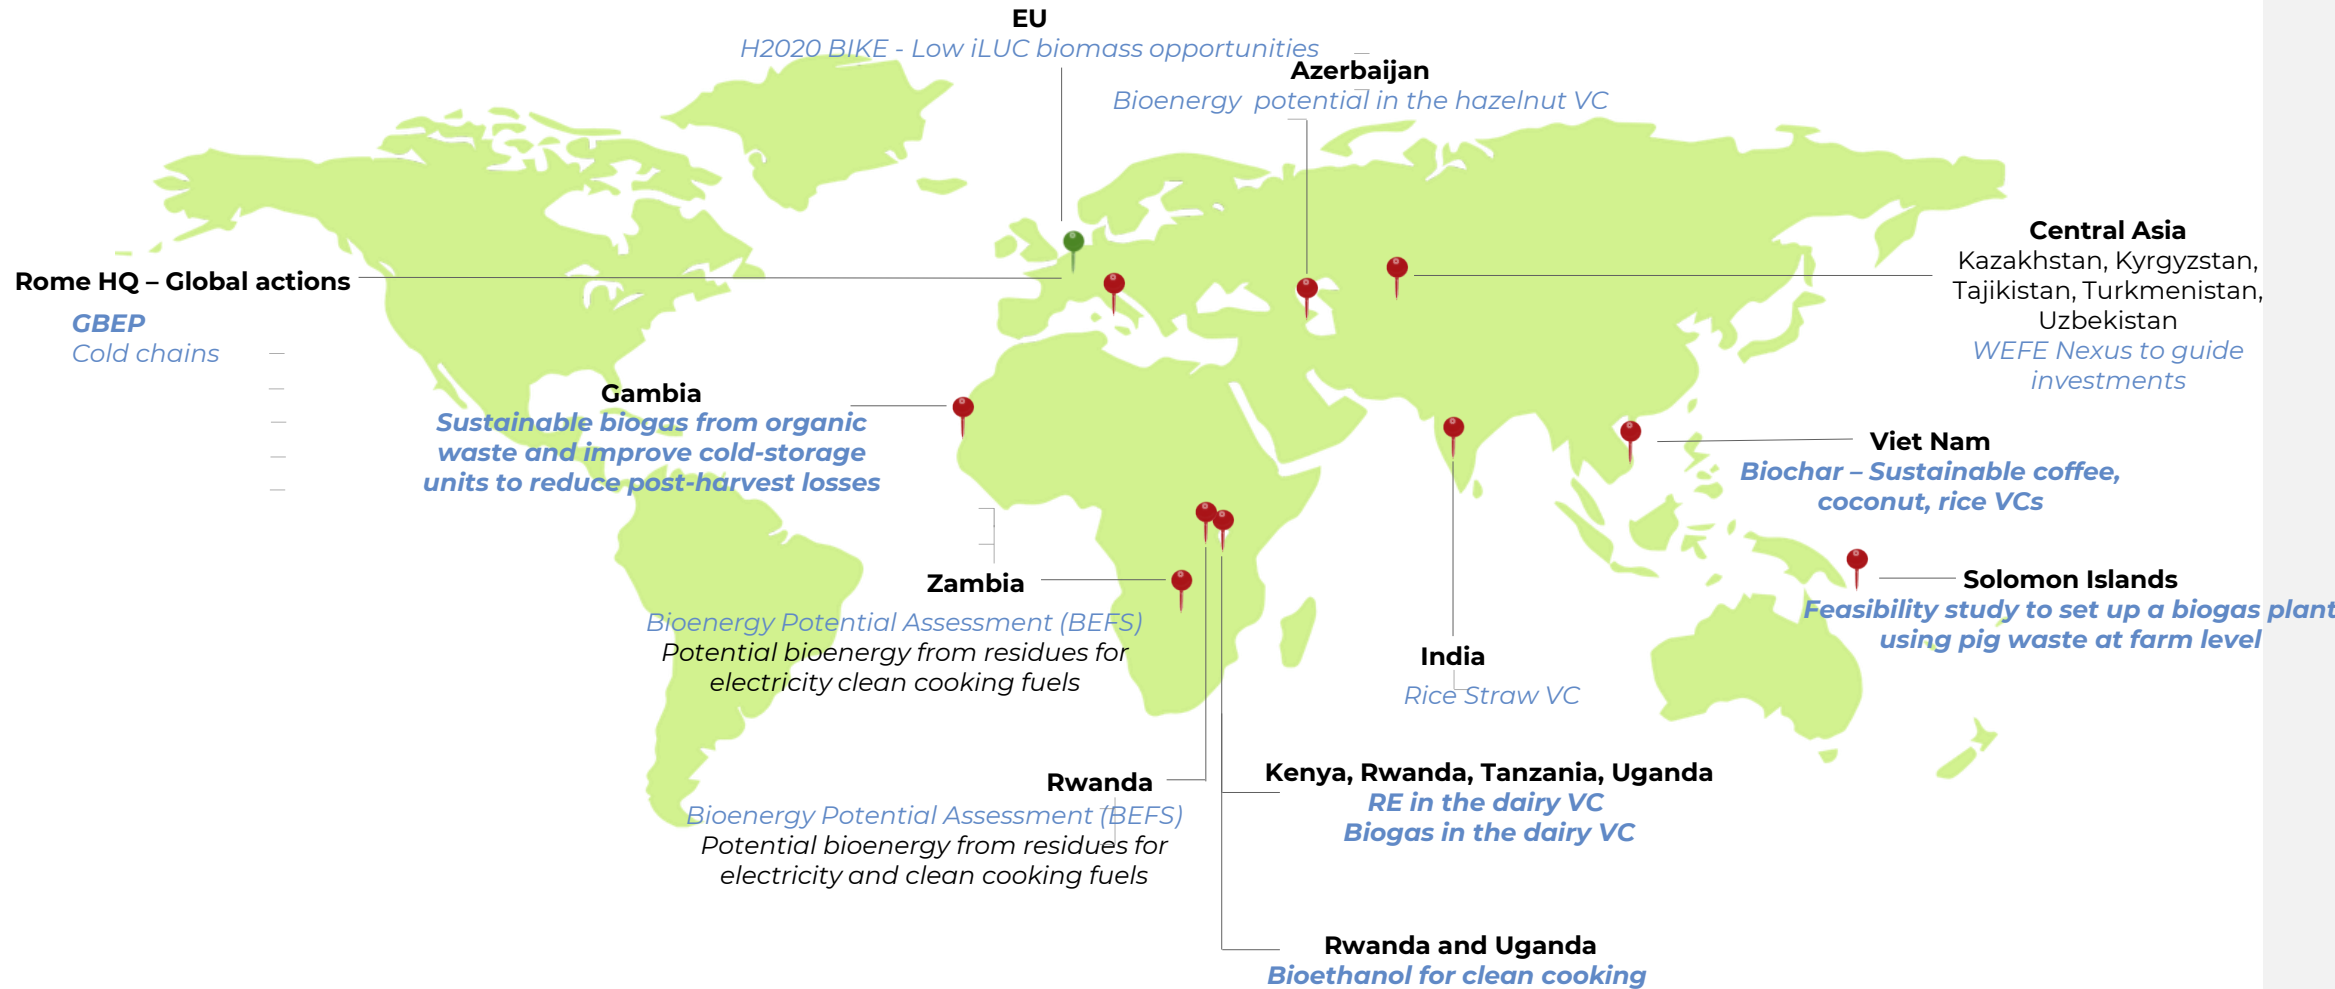 EU
H2020 BIKE - Low iLUC biomass opportunities
Azerbaijan
Bioenergy potential in the hazelnut VC
Central Asia
Kazakhstan, Kyrgyzstan,
Tajikistan, Turkmenistan,
Uzbekistan
WEFE Nexus to guide
investments
Rome HQ – Global actions
GBEP
Cold chains
Gambia
Sustainable biogas from organic
waste and improve cold-storage
units to reduce post-harvest losses
Viet Nam
Biochar – Sustainable coffee,
coconut, rice VCs
Zambia
Bioenergy Potential Assessment (BEFS)
Potential bioenergy from residues for
electricity clean cooking fuels
Solomon Islands
Feasibility study to set up a biogas plant
using pig waste at farm level
India
Rice Straw VC
Rwanda
Bioenergy Potential Assessment (BEFS)
Potential bioenergy from residues for
electricity and clean cooking fuels
Kenya, Rwanda, Tanzania, Uganda
RE in the dairy VC
Biogas in the dairy VC
Rwanda and Uganda
Bioethanol for clean cooking